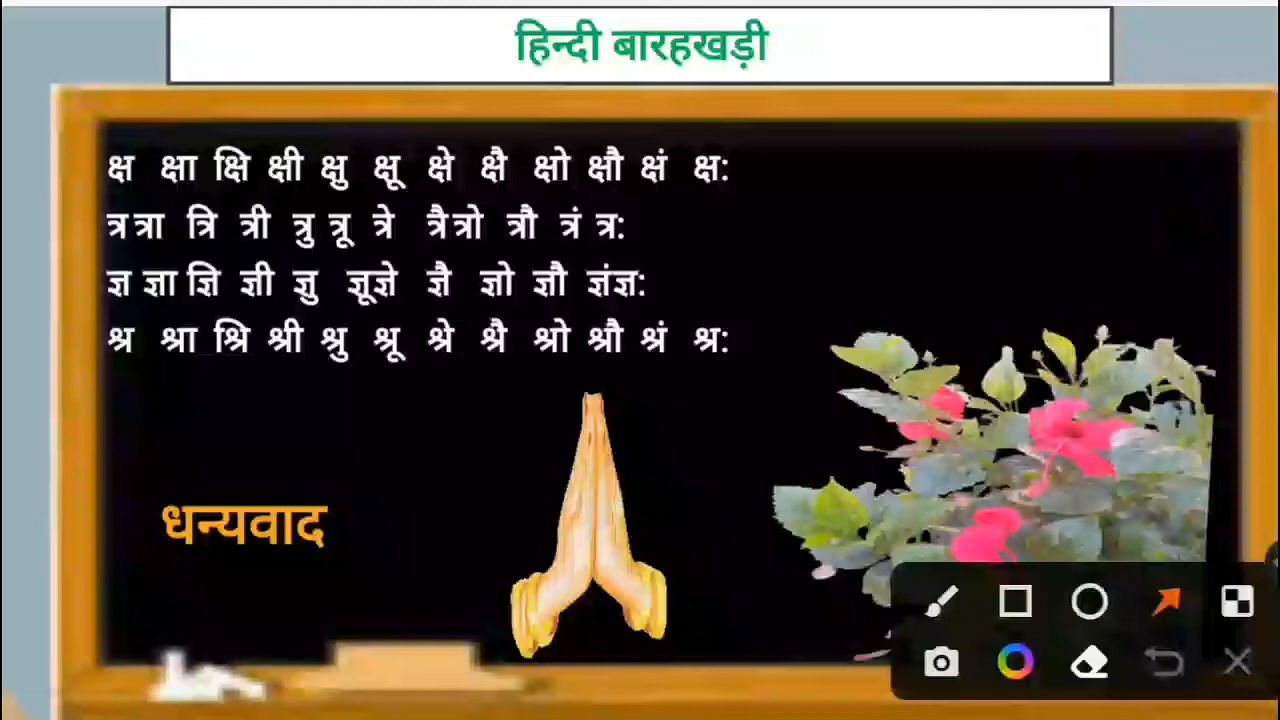 हिन्दी बारहखड़ी
क्ष क्षा क्षि क्षी क्षु क्षू क्षे क्षै क्षो क्षौ क्षं क्ष:
त्र त्रा त्रि त्री त्रु त्रू त्रे त्रै त्रो त्रौ त्रं त्र:
ज्ञ ज्ञा ज्ञि ज्ञी ज्ञु ज्ञू ज्ञे ज्ञै ज्ञो ज्ञौ ज्ञं ज्ञ:
श्र श्रा श्रि श्री श्रु श्रू श्रे श्रै श्रो श्रौ श्रं श्र:
धन्यवाद